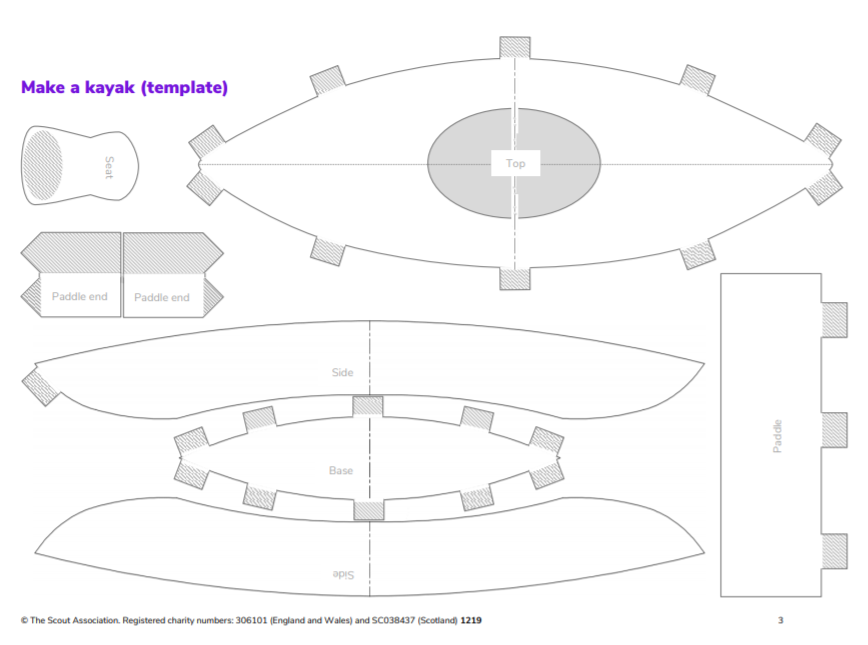 Make a kayak (template)
Top
Seat
Paddle end
Paddle end
Side
Paddle
Base
Side
© The Scout Association. Registered charity numbers: 306101 (England and Wales) and SC038437 (Scotland) 1219
3